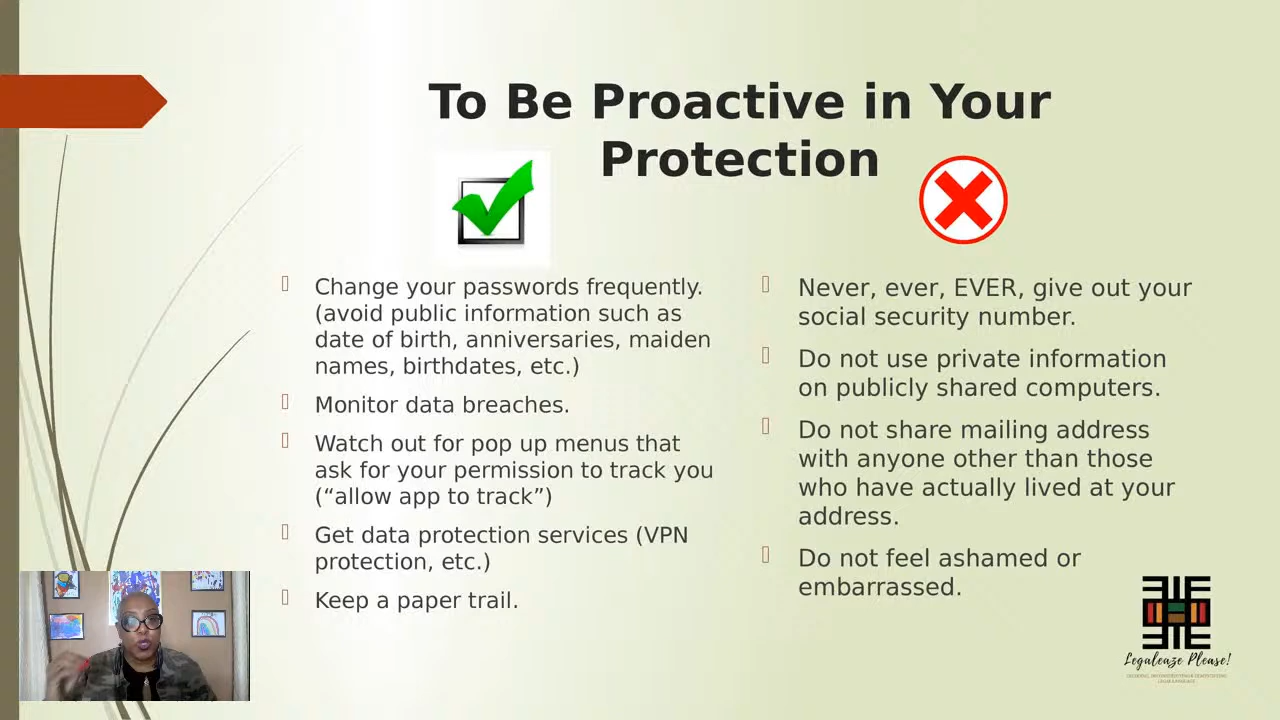 To Be Proactive in Your
Protection
Change your passwords frequently.
(avoid public information such as
date of birth, anniversaries, maiden
names, birthdates, etc.)
Monitor data breaches.
Watch out for pop up menus that
ask for your permission to track you
(“allow app to track”)
Get data protection services (VPN
protection, etc.)
Keep a paper trail.
Never, ever, EVER, give out your
social security number.
Do not use private information
on publicly shared computers.
Do not share mailing address
with anyone other than those
who have actually lived at your
address.
Do not feel ashamed or
embarrassed.
Legaleaze Please!